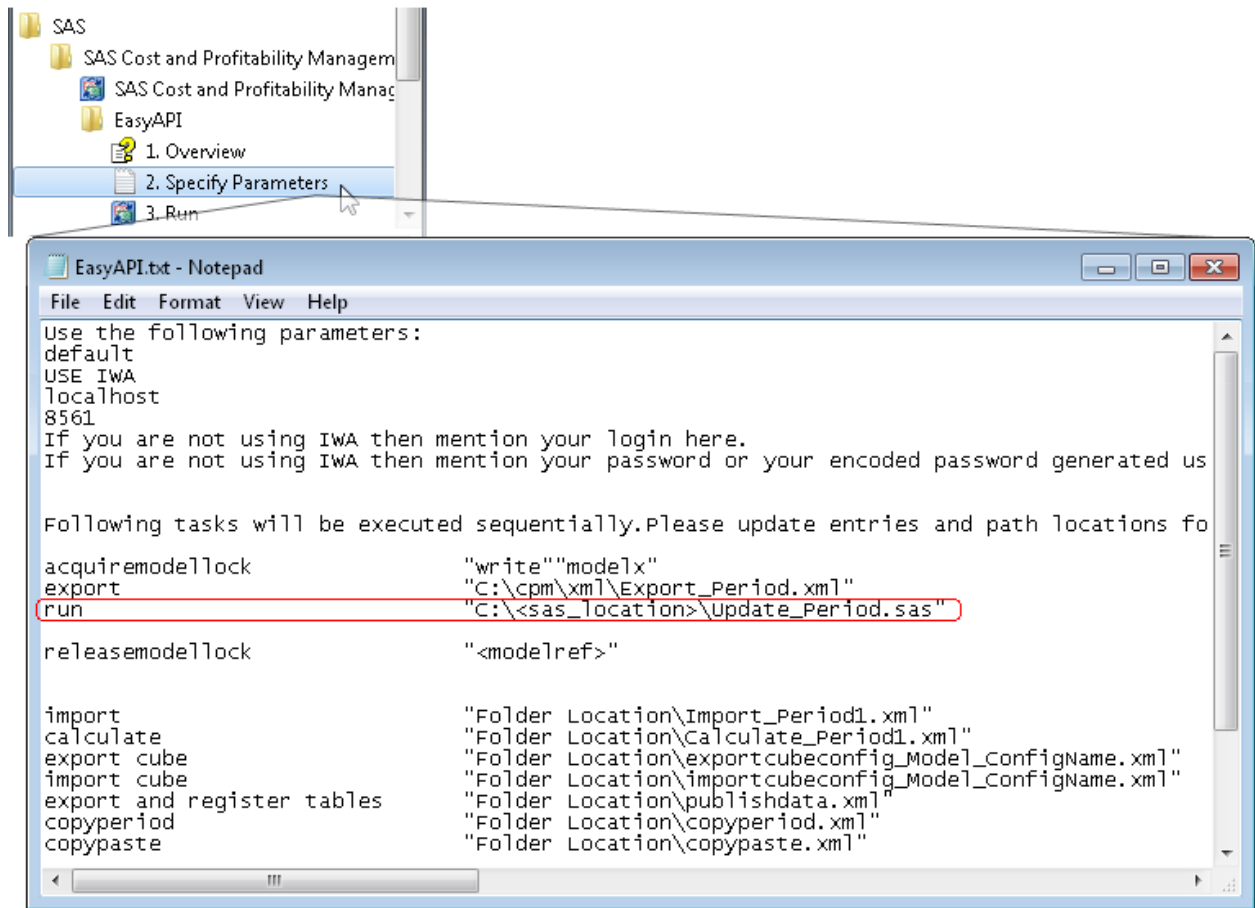 SAS
SAS Cost and Profitability Managem
SAS Cost and Profitability Manag
EasyAPI
1. Overview
2. Specify Parameters
3. Run
EasyAPI.txt - Notepad
File Edit Format View Help
Use the following parameters:
default
USE IWA
localhost
8561
If you are not using IWA then mention your login here.
If you are not using IWA then mention your password or your encoded password generated us
Following tasks will be executed sequentially.Please update entries and path locations fo
acquiremodellock "write""modelx"
export "C:\cpm\xml\Export_Period.xml"
run "C:\<sas_location>\Update_Period.sas"
releasemodellock "<modelref>"
import "Folder Location\Import_Period1.xml"
calculate "Folder Location\Calculate_Period1.xml"
export cube "Folder Location\exportcubeconfig_Model_ConfigName.xml"
import cube "Folder Location\importcubeconfig_Model_ConfigName.xml"
export and register tables "Folder Location\publishdata.xml"
copyperiod "Folder Location\copyperiod.xml"
copypaste "Folder Location\copypaste.xml"